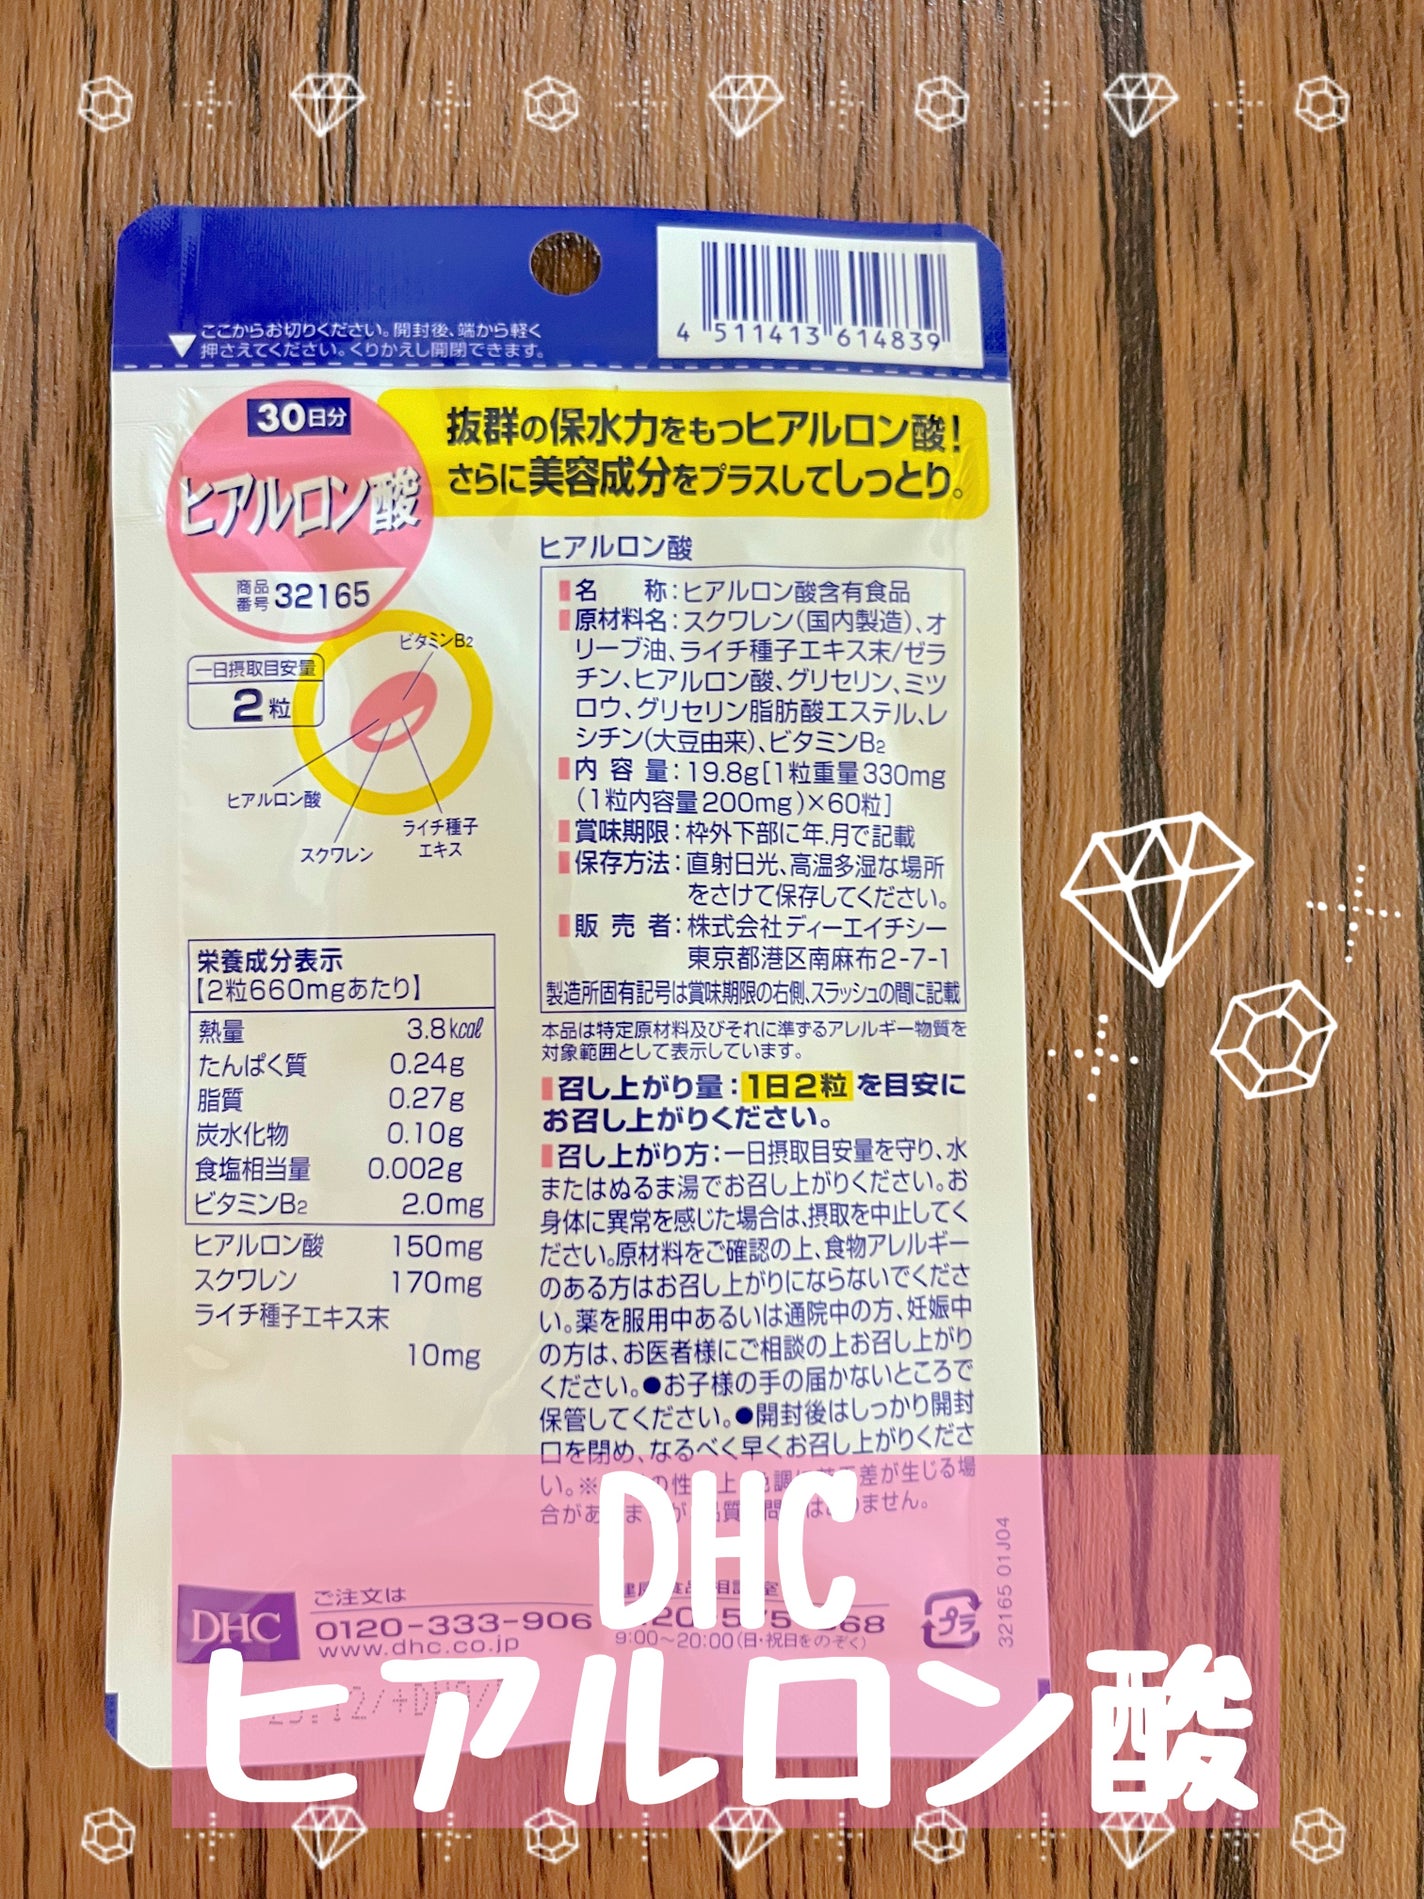 ここからお切りください。開封後、端から軽く
押さえてください。くりかえし開閉できます。
4 511413 614839
30日分
ヒアルロン酸
商品番号 32165
抜群の保水力をもつヒアルロン酸!
さらに美容成分をプラスしてしっとり。
一日摂取目安量
2粒
ビタミンB2
ヒアルロン酸
スクワレン
ライチ種子
エキス
栄養成分表示
【2粒660mgあたり】
熱量 3.8kcal
たんぱく質 0.24g
脂質 0.27g
炭水化物 0.10g
食塩相当量 0.002g
ビタミンB2 2.0mg
ヒアルロン酸 150mg
スクワレン 170mg
ライチ種子エキス末
10mg
ヒアルロン酸
名 称:ヒアルロン酸含有食品
原材料名:スクワレン(国内製造)、オ
リーブ油、ライチ種子エキス末/ゼラ
チン、ヒアルロン酸、グリセリン、ミツ
ロウ、グリセリン脂肪酸エステル、レ
シチン(大豆由来)、ビタミンB2
内容量:19.8g[1粒重量330mg
(1粒内容量200mg)×60粒]
賞味期限:枠外下部に年.月で記載
保存方法:直射日光、高温多湿な場所
をさけて保存してください。
販売者:株式会社ディーエイチシー
東京都港区南麻布2-7-1
製造所固有記号は賞味期限の右側、スラッシュの間に記載
本品は特定原材料及びそれに準ずるアレルギー物質を
対象範囲として表示しています。
召し上がり量:1日2粒を目安に
お召し上がりください。
召し上がり方:一日摂取目安量を守り、水
またはぬるま湯でお召し上がりください。お
身体に異常を感じた場合は、摂取を中止してく
ださい。原材料をご確認の上、食物アレルギー
のある方はお召し上がりにならないでくださ
い。薬を服用中あるいは通院中の方、妊娠中
の方は、お医者様にご相談の上お召し上がり
ください。●お子様の手の届かないところで
保管してください。●開封後はしっかり開封
口を閉め、なるべく早くお召し上がりくださ
い。※ の性 上 色調に 差が生じる場
合があ ま が 品質 問 はありません。
DHC
ご注文は
0120-333-906
www.dhc.co.jp
9:00〜20:00(日・祝日をのぞく)
プラ
32165 01J04
DHC
ヒアルロン酸